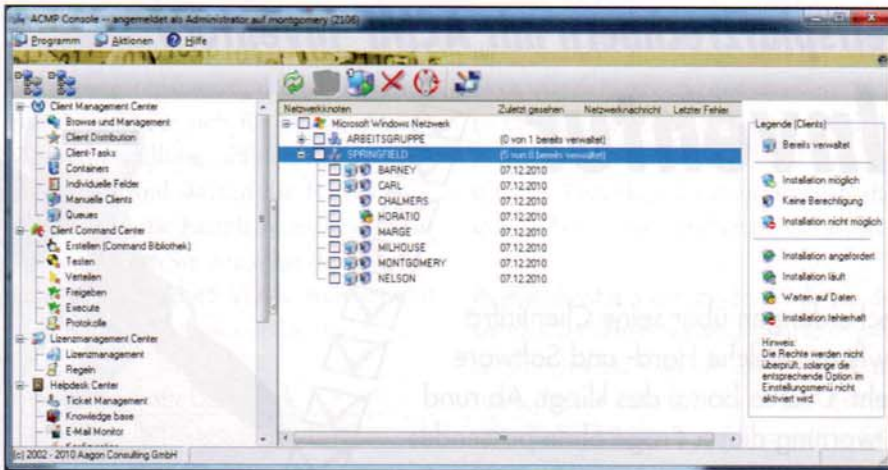 ACMP Console -- angemeldet als Administrator auf montgomery (2106)
Programm Aktionen Hilfe
Client Management Center
Browse und Management
Client Distribution
Client-Tasks
Containers
Individuelle Felder
Manuelle Clients
Queues
Client Command Center
Erstellen (Command Bibliothek)
Testen
Verteilen
Freigeben
Execute
Protokolle
Lizenzmanagement Center
Lizenzmanagement
Regeln
Helpdesk Center
Ticket Management
Knowledge base
E-Mail Monitor
(c) 2002 - 2010 Aagon Consulting GmbH
Netzwerkknoten Zuletzt gesehen Netzwerknachricht Letzter Fehler
Microsoft Windows Netzwerk
ARBEITSGRUPPE (0 von 1 bereits verwaltet)
SPRINGFIELD (5 von 8 bereits verwaltet)
BARNEY 07.12.2010
CARL 07.12.2010
CHALMERS 07.12.2010
HORATIO 07.12.2010
MARGE 07.12.2010
MILHOUSE 07.12.2010
MONTGOMERY 07.12.2010
NELSON 07.12.2010
Legende (Clients)
Bereits verwaltet
Installation möglich
Keine Berechtigung
Installation nicht möglich
Installation angefordert
Installation läuft
Warten auf Daten
Installation fehlerhaft
Hinweis:
Die Rechte werden nicht
überprüft, solange die
entsprechende Option im
Einstellungsmenü nicht
aktiviert wird.